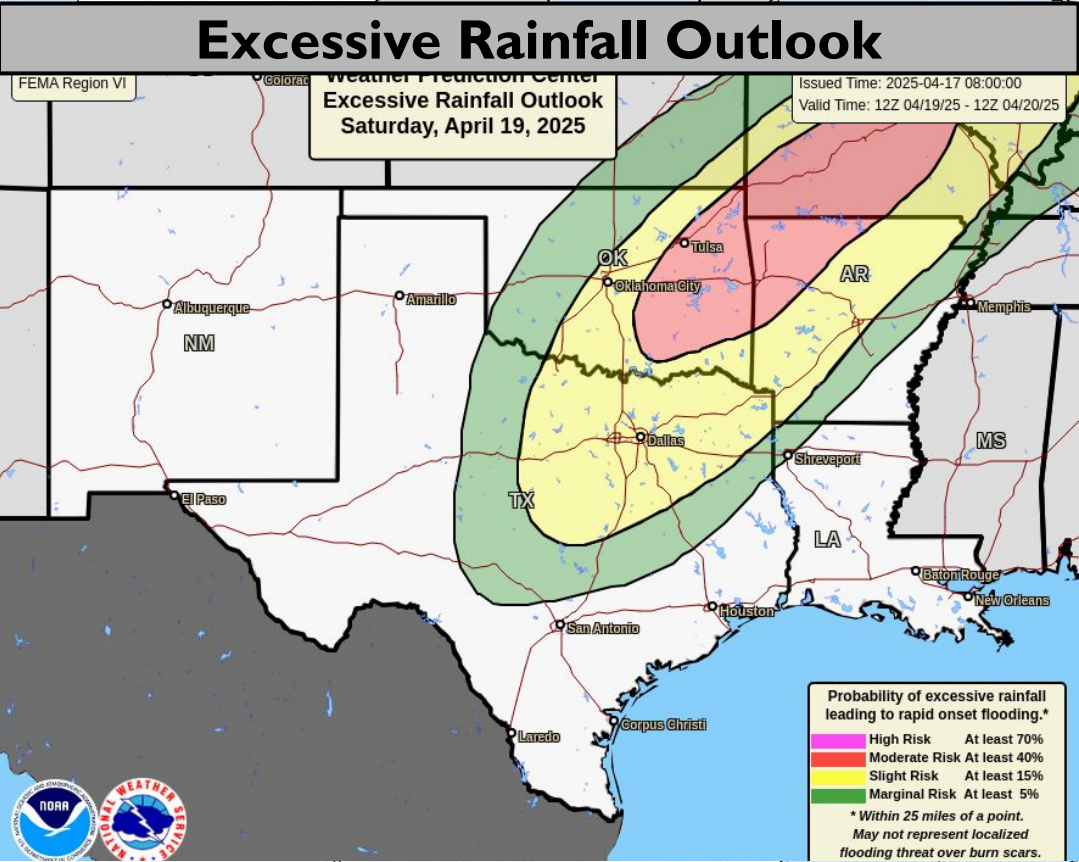 Excessive Rainfall Outlook
FEMA Region VI
Weather Prediction Center
Excessive Rainfall Outlook
Saturday, April 19, 2025
Issued Time: 2025-04-17 08:00:00
Valid Time: 12Z 04/19/25 - 12Z 04/20/25
Colorad
Tulsa
OK
Oklahoma City
AR
Albuquerque
Amarillo
Memphis
NM
Dallas
MS
Shreveport
El Paso
TX
LA
Baton Rouge
New Orleans
Houston
San Antonio
Corpus Christi
Laredo
Probability of excessive rainfall
leading to rapid onset flooding.*
High Risk At least 70%
Moderate Risk At least 40%
Slight Risk At least 15%
Marginal Risk At least 5%
* Within 25 miles of a point.
May not represent localized
flooding threat over burn scars.
NOAA
NATIONAL WEATHER SERVICE